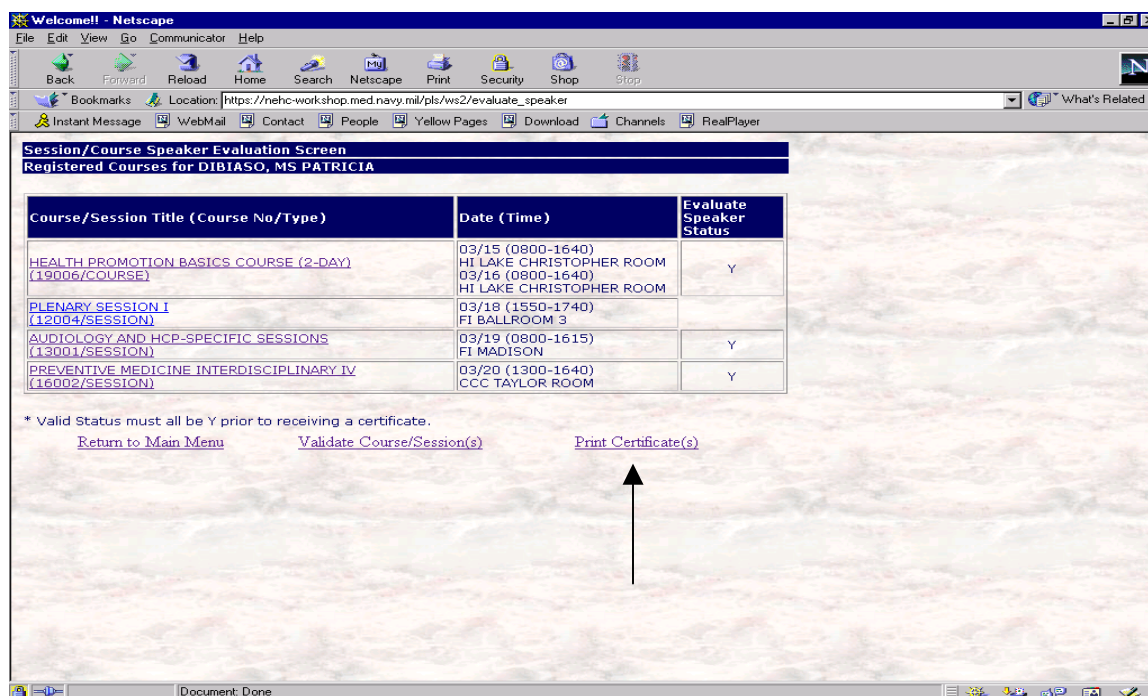 Welcome!! - Netscape
File Edit View Go Communicator Help
Back Forward Reload Home Search Netscape Print Security Shop Stop
My
N
Bookmarks Location: https://nehc-workshop.med.navy.mil/pls/ws2/evaluate_speaker What's Related
Instant Message WebMail Contact People Yellow Pages Download Channels RealPlayer
Session/Course Speaker Evaluation Screen
Registered Courses for DIBIASO, MS PATRICIA
Course/Session Title (Course No/Type) Date (Time) Evaluate Speaker Status
HEALTH PROMOTION BASICS COURSE (2-DAY)
(19006/COURSE)
03/15 (0800-1640)
HI LAKE CHRISTOPHER ROOM
03/16 (0800-1640)
HI LAKE CHRISTOPHER ROOM
Y
PLENARY SESSION I
(12004/SESSION)
03/18 (1550-1740)
FI BALLROOM 3
AUDIOLOGY AND HCP-SPECIFIC SESSIONS
(13001/SESSION)
03/19 (0800-1615)
FI MADISON
Y
PREVENTIVE MEDICINE INTERDISCIPLINARY IV
(16002/SESSION)
03/20 (1300-1640)
CCC TAYLOR ROOM
Y
* Valid Status must all be Y prior to receiving a certificate.
Return to Main Menu Validate Course/Session(s) Print Certificate(s)
Document: Done